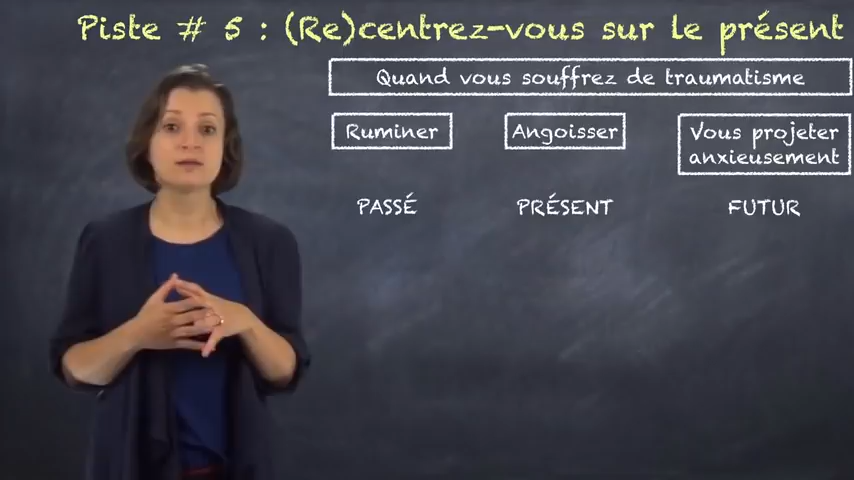 Piste # 5 : (Re)centrez-vous sur le présent
Quand vous souffrez de traumatisme
Ruminer
Angoisser
Vous projeter
anxieusement
PASSÉ
PRÉSENT
FUTUR